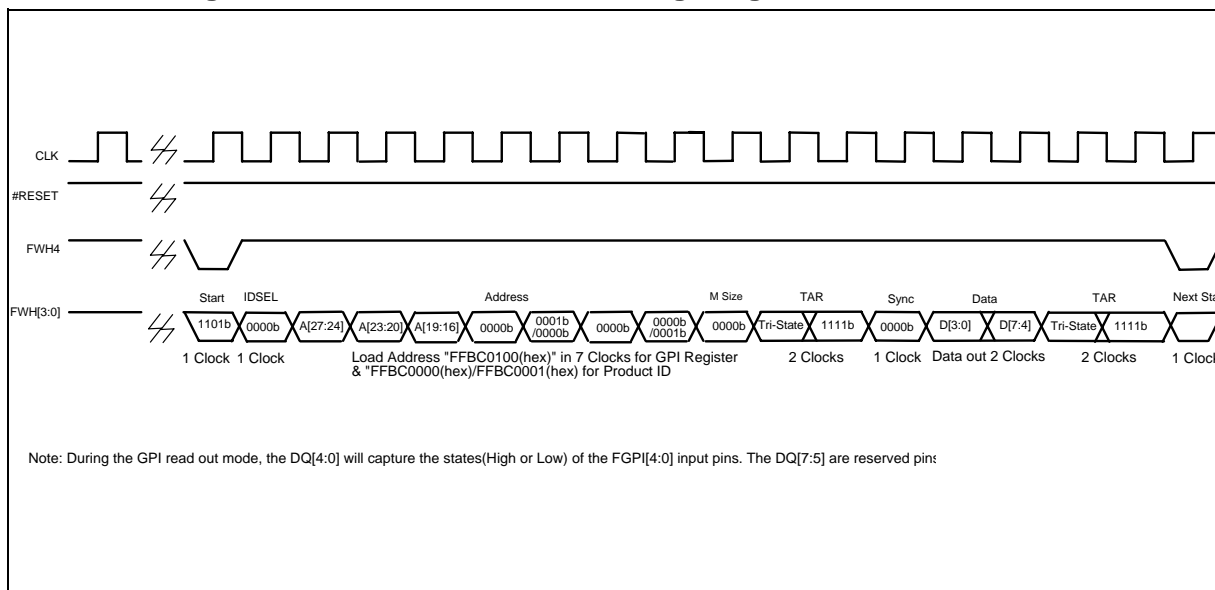 CLK
#RESET
FWH4
FWH[3:0]
Start IDSEL Address M Size TAR Sync Data TAR Next Sta
1101b 0000b A[27:24] A[23:20] A[19:16] 0000b 0001b/0000b 0000b 0000b/0001b 0000b Tri-State 1111b 0000b D[3:0] D[7:4] Tri-State 1111b
1 Clock 1 Clock Load Address "FFBC0100(hex)" in 7 Clocks for GPI Register 2 Clocks 1 Clock Data out 2 Clocks 2 Clocks 1 Clock
& "FFBC0000(hex)/FFBC0001(hex) for Product ID
Note: During the GPI read out mode, the DQ[4:0] will capture the states(High or Low) of the FGPI[4:0] input pins. The DQ[7:5] are reserved pins